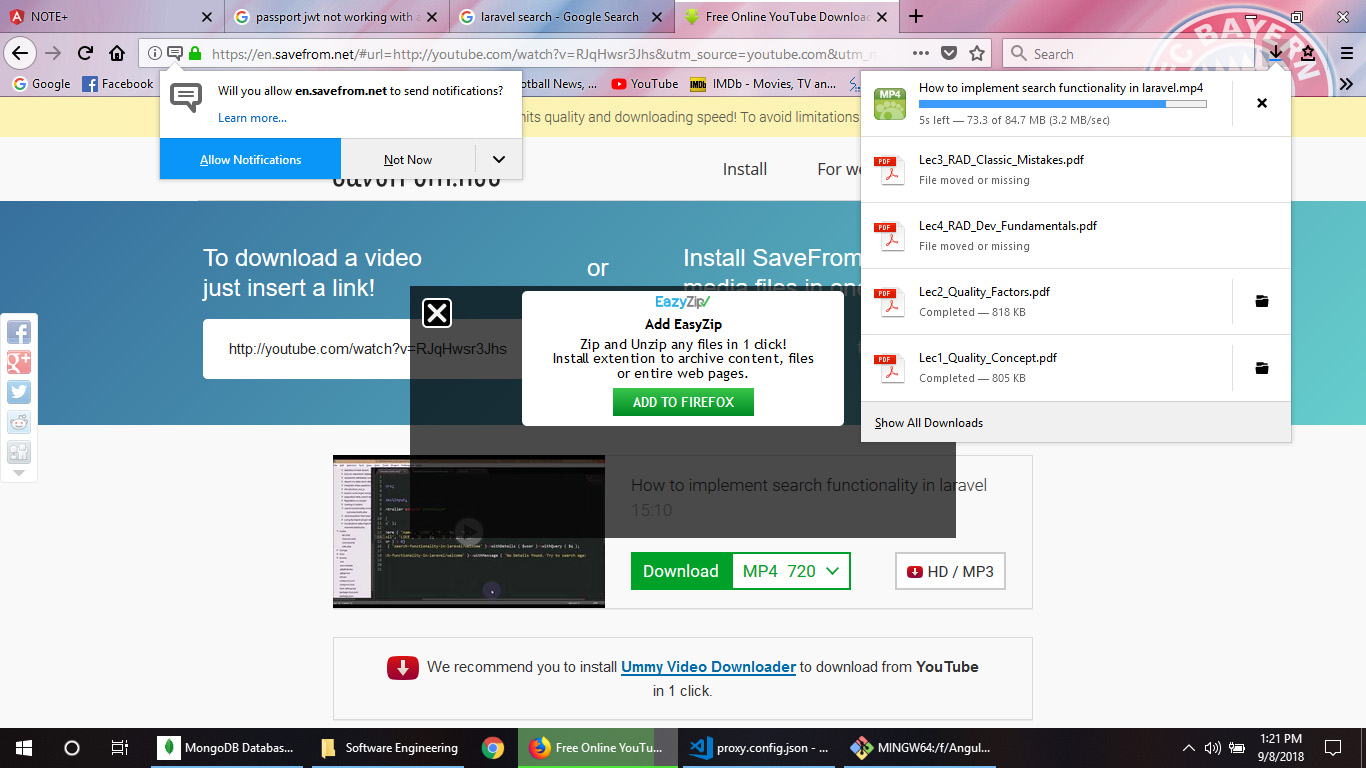 NOTE+
passport jwt not working with a
laravel search - Google Search
Free Online YouTube Downloa
https://en.savefrom.net/#url=http://youtube.com/watch?v=RJqHwsr3Jhs&utm_source=youtube.com&utm_
Search
Google
Facebook
ootball News, ...
YouTube
IMDb - Movies, TV an...
Will you allow en.savefrom.net to send notifications?
Learn more...
Allow Notifications
Not Now
its quality and downloading speed! To avoid limitations
Install
For we
savefrom.net
How to implement search functionality in laravel.mp4
5s left — 73.3 of 84.7 MB (3.2 MB/sec)
Lec3_RAD_Classic_Mistakes.pdf
File moved or missing
Lec4_RAD_Dev_Fundamentals.pdf
File moved or missing
Lec2_Quality_Factors.pdf
Completed — 818 KB
Lec1_Quality_Concept.pdf
Completed — 805 KB
Show All Downloads
To download a video
just insert a link!
or
Install SaveFrom
media files in one
http://youtube.com/watch?v=RJqHwsr3Jhs
EazyZip
Add EasyZip
Zip and Unzip any files in 1 click!
Install extention to archive content, files
or entire web pages.
ADD TO FIREFOX
How to implement search functionality in laravel
15:10
Download
MP4 720
HD / MP3
We recommend you to install Ummy Video Downloader to download from YouTube
in 1 click.
MongoDB Databas...
Software Engineering
Free Online YouTu...
proxy.config.json - ...
MINGW64:/f/Angul...
1:21 PM
9/8/2018